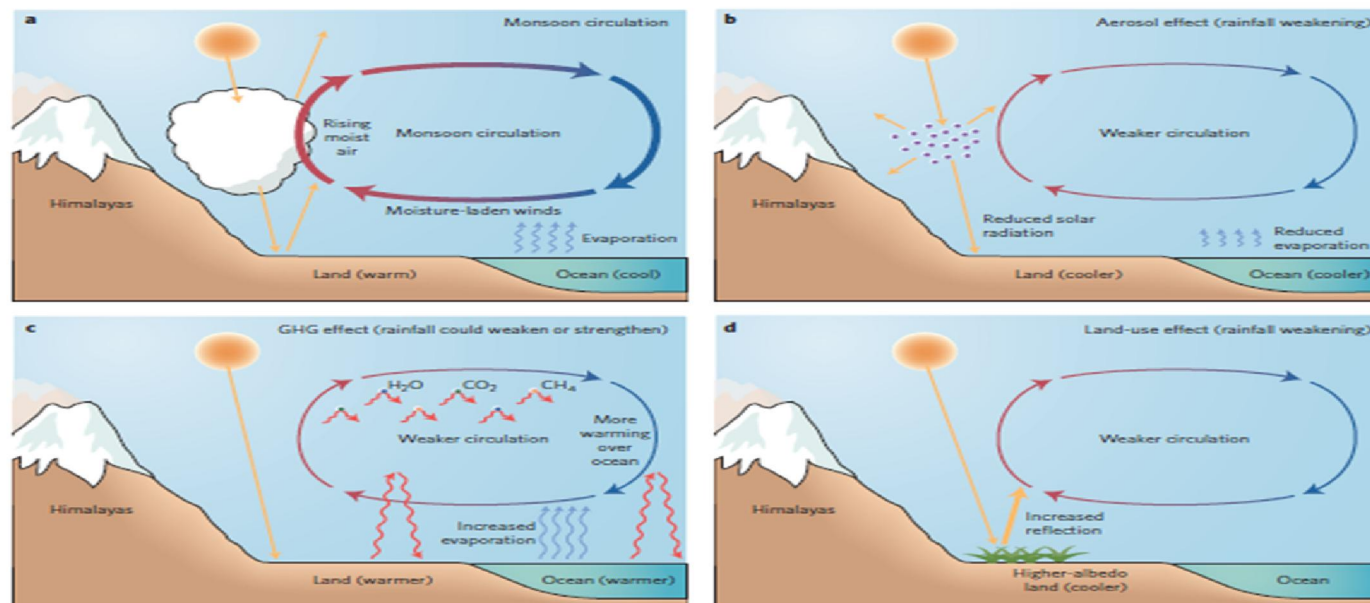 a
Monsoon circulation
Rising
moist
air
Monsoon circulation
Himalayas
Moisture-laden winds
Evaporation
Land (warm)
Ocean (cool)
b
Aerosol effect (rainfall weakening)
Weaker circulation
Himalayas
Reduced solar
radiation
Reduced
evaporation
Land (cooler)
Ocean (cooler)
c
GHG effect (rainfall could weaken or strengthen)
H₂O
CO₂
CH₄
Weaker circulation
More
warming
over
ocean
Himalayas
Increased
evaporation
Land (warmer)
Ocean (warmer)
d
Land-use effect (rainfall weakening)
Weaker circulation
Himalayas
Increased
reflection
Higher-albedo
land (cooler)
Ocean